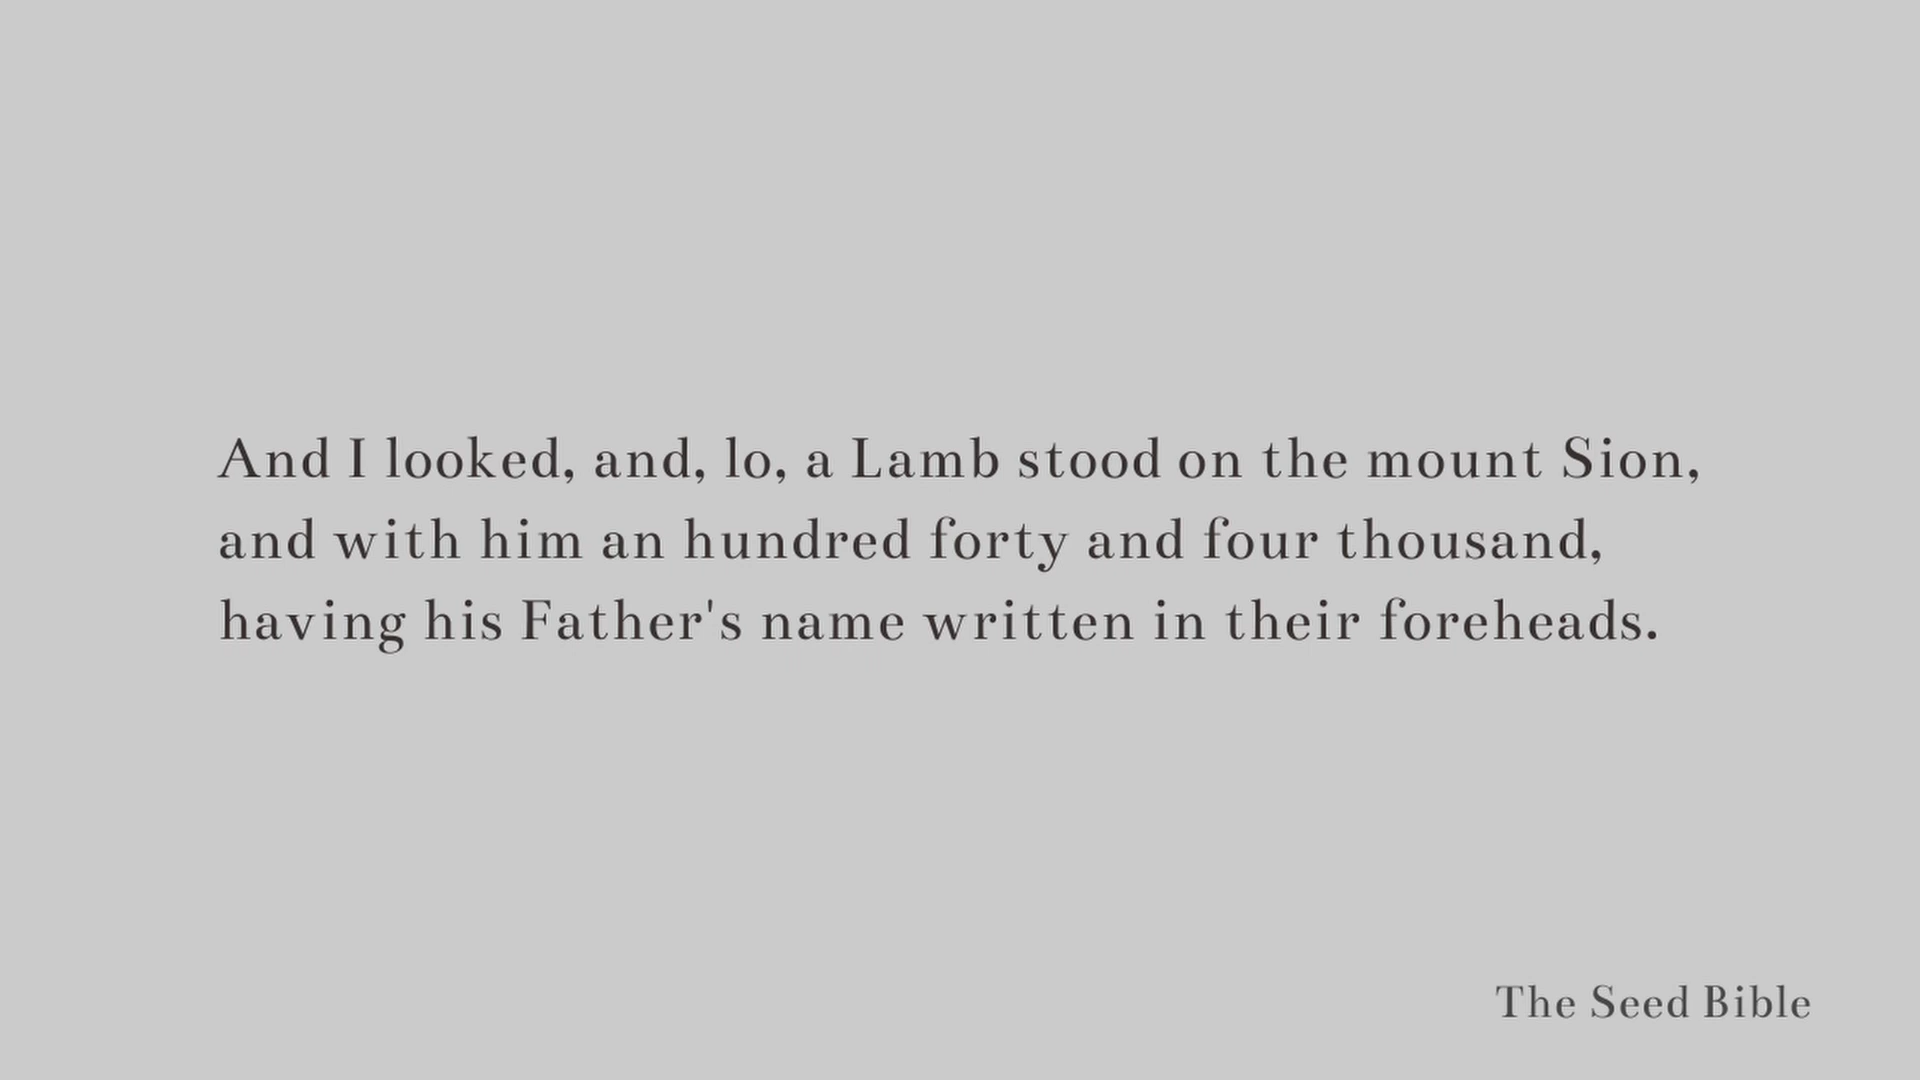 And I looked, and, lo, a Lamb stood on the mount Sion,
and with him an hundred forty and four thousand,
having his Father's name written in their foreheads.
The Seed Bible